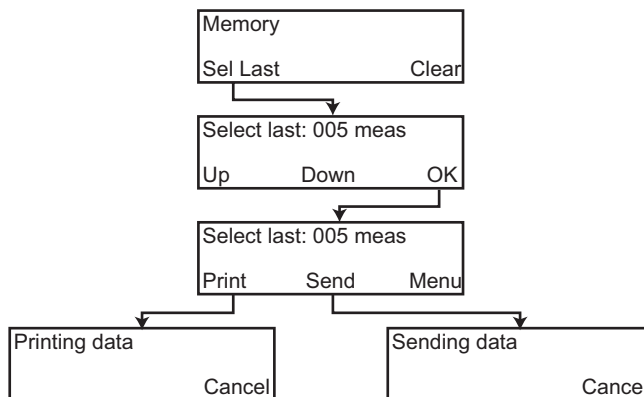 Memory
Sel Last Clear
Select last: 005 meas
Up Down OK
Select last: 005 meas
Print Send Menu
Printing data
Cancel
Sending data
Cance